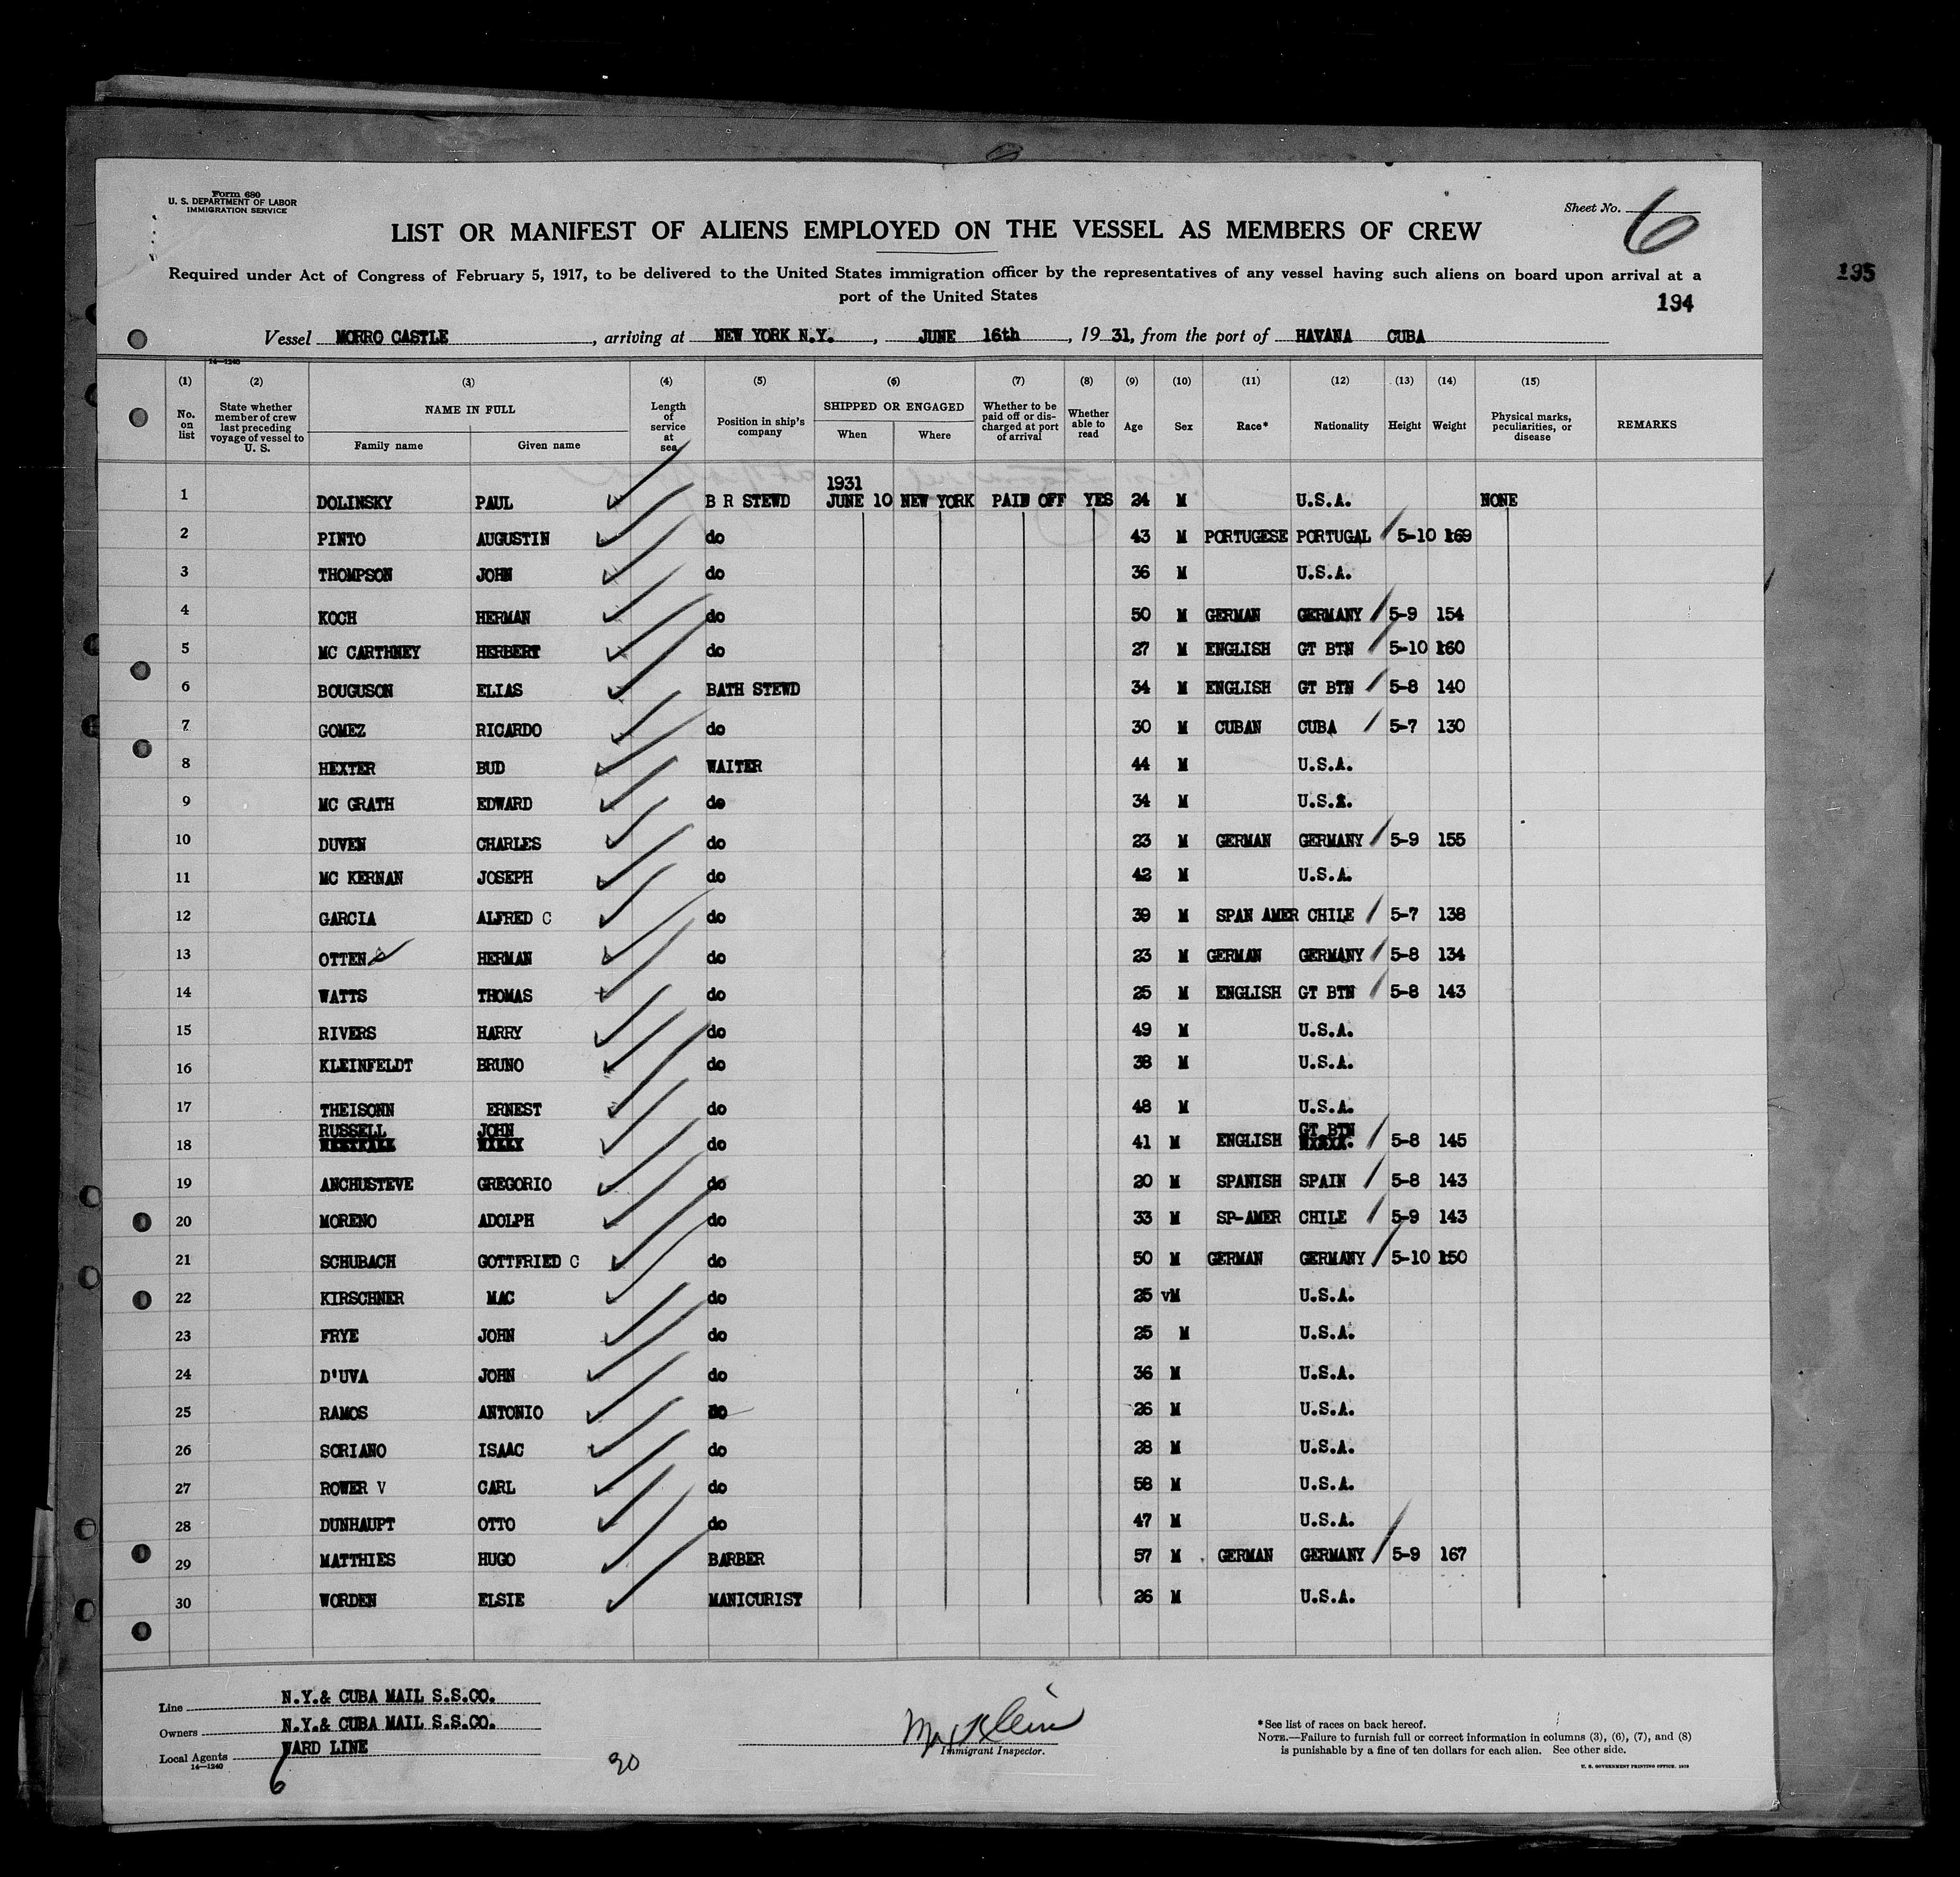 Form 680
U. S. DEPARTMENT OF LABOR
IMMIGRATION SERVICE
Sheet No. 6
LIST OR MANIFEST OF ALIENS EMPLOYED ON THE VESSEL AS MEMBERS OF CREW
Required under Act of Congress of February 5, 1917, to be delivered to the United States immigration officer by the representatives of any vessel having such aliens on board upon arrival at a
port of the United States
195
194
Vessel MORRO CASTLE, arriving at NEW YORK N.Y., JUNE 16th, 1931, from the port of HAVANA CUBA
14—1240
(1) (2) (3) (4) (5) (6) (7) (8) (9) (10) (11) (12) (13) (14) (15)
No. on list
State whether member of crew last preceding voyage of vessel to U. S.
NAME IN FULL
Family name Given name
Length of service at sea
Position in ship's company
SHIPPED OR ENGAGED
When Where
Whether to be paid off or discharged at port of arrival
Whether able to read
Age Sex Race* Nationality Height Weight
Physical marks, peculiarities, or disease
REMARKS
1931
1 DOLINSKY PAUL B R STEWD JUNE 10 NEW YORK PAID OFF YES 24 M U.S.A. NONE
2 PINTO AUGUSTIN do 43 M PORTUGESE PORTUGAL 5-10 169
3 THOMPSON JOHN do 36 M U.S.A.
4 KOCH HERMAN do 50 M GERMAN GERMANY 5-9 154
5 MC CARTHNEY HERBERT do 27 M ENGLISH GT BTN 5-10 160
6 BOUGUSON ELIAS BATH STEWD 34 M ENGLISH GT BTN 5-8 140
7 GOMEZ RICARDO do 30 M CUBAN CUBA 5-7 130
8 HEXTER BUD WAITER 44 M U.S.A.
9 MC GRATH EDWARD do 34 M U.S.A.
10 DUVEN CHARLES do 23 M GERMAN GERMANY 5-9 155
11 MC KERNAN JOSEPH do 42 M U.S.A.
12 GARCIA ALFRED C do 39 M SPAN AMER CHILE 5-7 138
13 OTTEN HERMAN do 23 M GERMAN GERMANY 5-8 134
14 WATTS THOMAS do 25 M ENGLISH GT BTN 5-8 143
15 RIVERS HARRY do 49 M U.S.A.
16 KLEINFELDT BRUNO do 38 M U.S.A.
17 THEISONN ERNEST do 48 M U.S.A.
RUSSELL JOHN GT BTN
18 do 41 M ENGLISH 5-8 145
19 ANCHUSTEVE GREGORIO do 20 M SPANISH SPAIN 5-8 143
20 MORENO ADOLPH do 33 M SP-AMER CHILE 5-9 143
21 SCHUBACH GOTTFRIED C do 50 M GERMAN GERMANY 5-10 150
22 KIRSCHNER MAC do 25 vM U.S.A.
23 FRYE JOHN do 25 M U.S.A.
24 D'UVA JOHN do 36 M U.S.A.
25 RAMOS ANTONIO do 26 M U.S.A.
26 SORIANO ISAAC do 28 M U.S.A.
27 ROWER V CARL do 58 M U.S.A.
28 DUNHAUPT OTTO do 47 M U.S.A.
29 MATTHIES HUGO BARBER 57 M GERMAN GERMANY 5-9 167
30 WORDEN ELSIE MANICURIST 26 M U.S.A.
Line N.Y.& CUBA MAIL S.S.CO.
Owners N.Y.& CUBA MAIL S.S.CO.
Local Agents WARD LINE
14—1240
6
30
Max Klein
Immigrant Inspector.
*See list of races on back hereof.
NOTE.—Failure to furnish full or correct information in columns (3), (6), (7), and (8)
is punishable by a fine of ten dollars for each alien. See other side.
U. S. GOVERNMENT PRINTING OFFICE: 1929